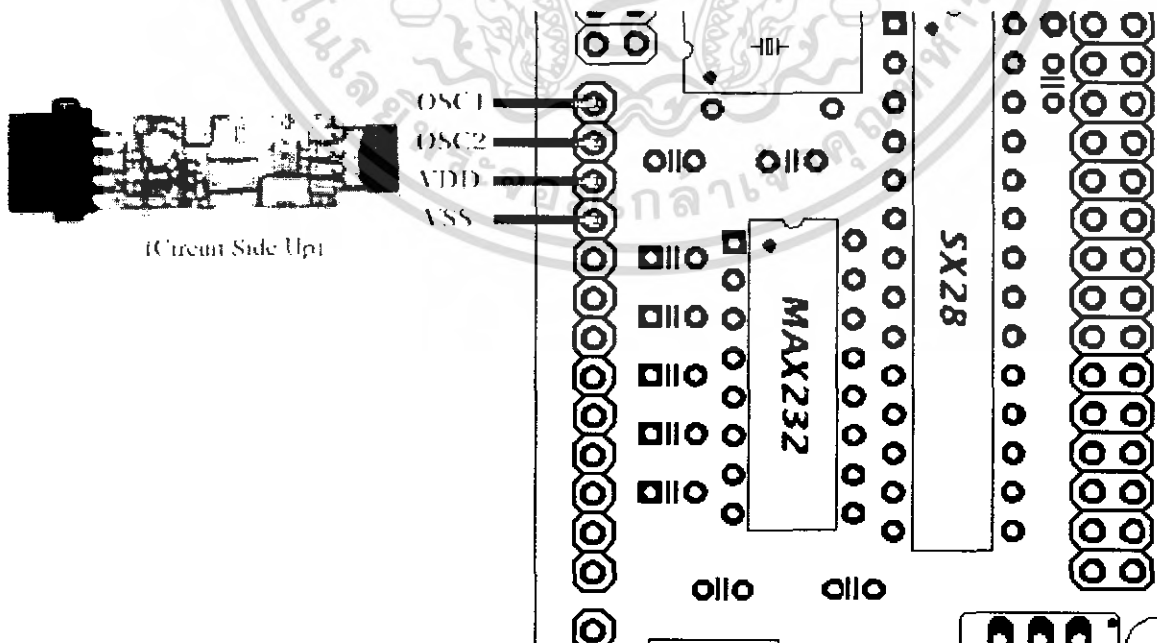 OSC1
OSC2
VDD
VSS
(Circuit Side Up)
MAX232
SX28